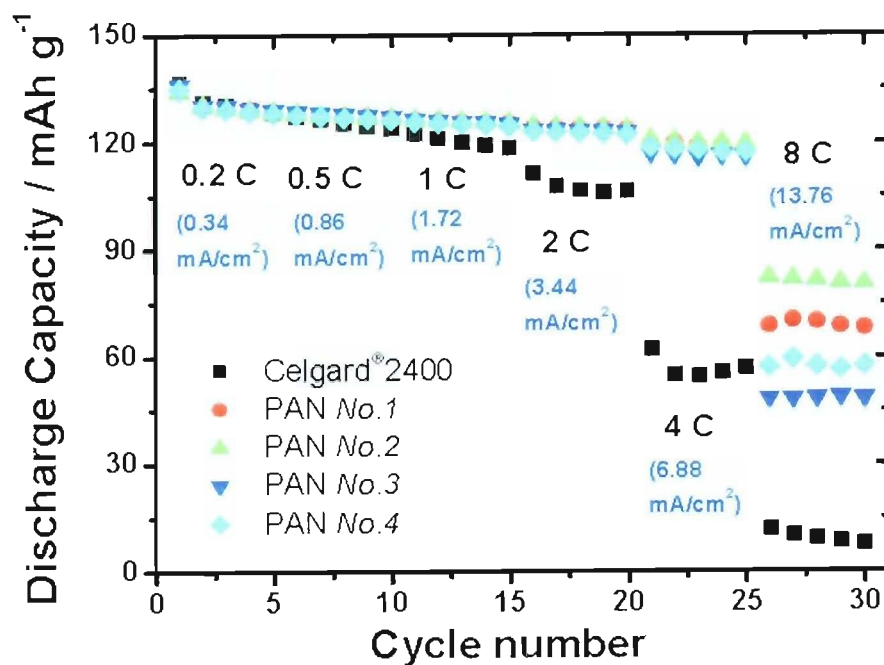 Discharge Capacity / mAh g⁻¹
150
120
90
60
30
0
0.2 C
(0.34
mA/cm²)
0.5 C
(0.86
mA/cm²)
1 C
(1.72
mA/cm²)
2 C
(3.44
mA/cm²)
4 C
(6.88
mA/cm²)
8 C
(13.76
mA/cm²)
Celgard®2400
PAN No.1
PAN No.2
PAN No.3
PAN No.4
0 5 10 15 20 25 30
Cycle number